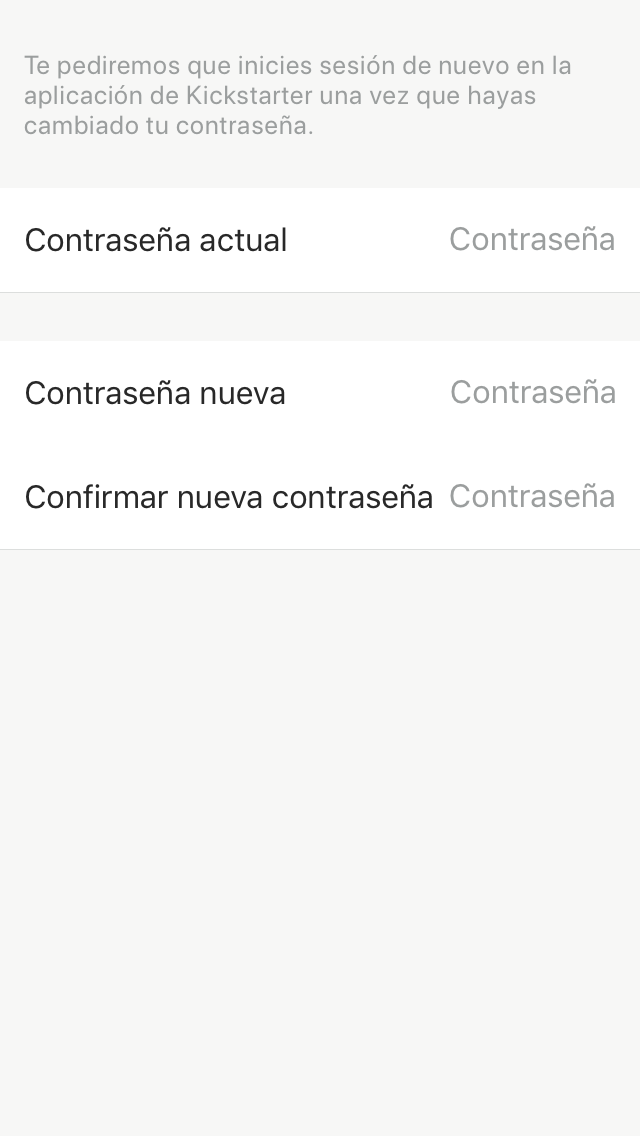 Te pediremos que inicies sesión de nuevo en la
aplicación de Kickstarter una vez que hayas
cambiado tu contraseña.
Contraseña actual Contraseña
Contraseña nueva Contraseña
Confirmar nueva contraseña Contraseña